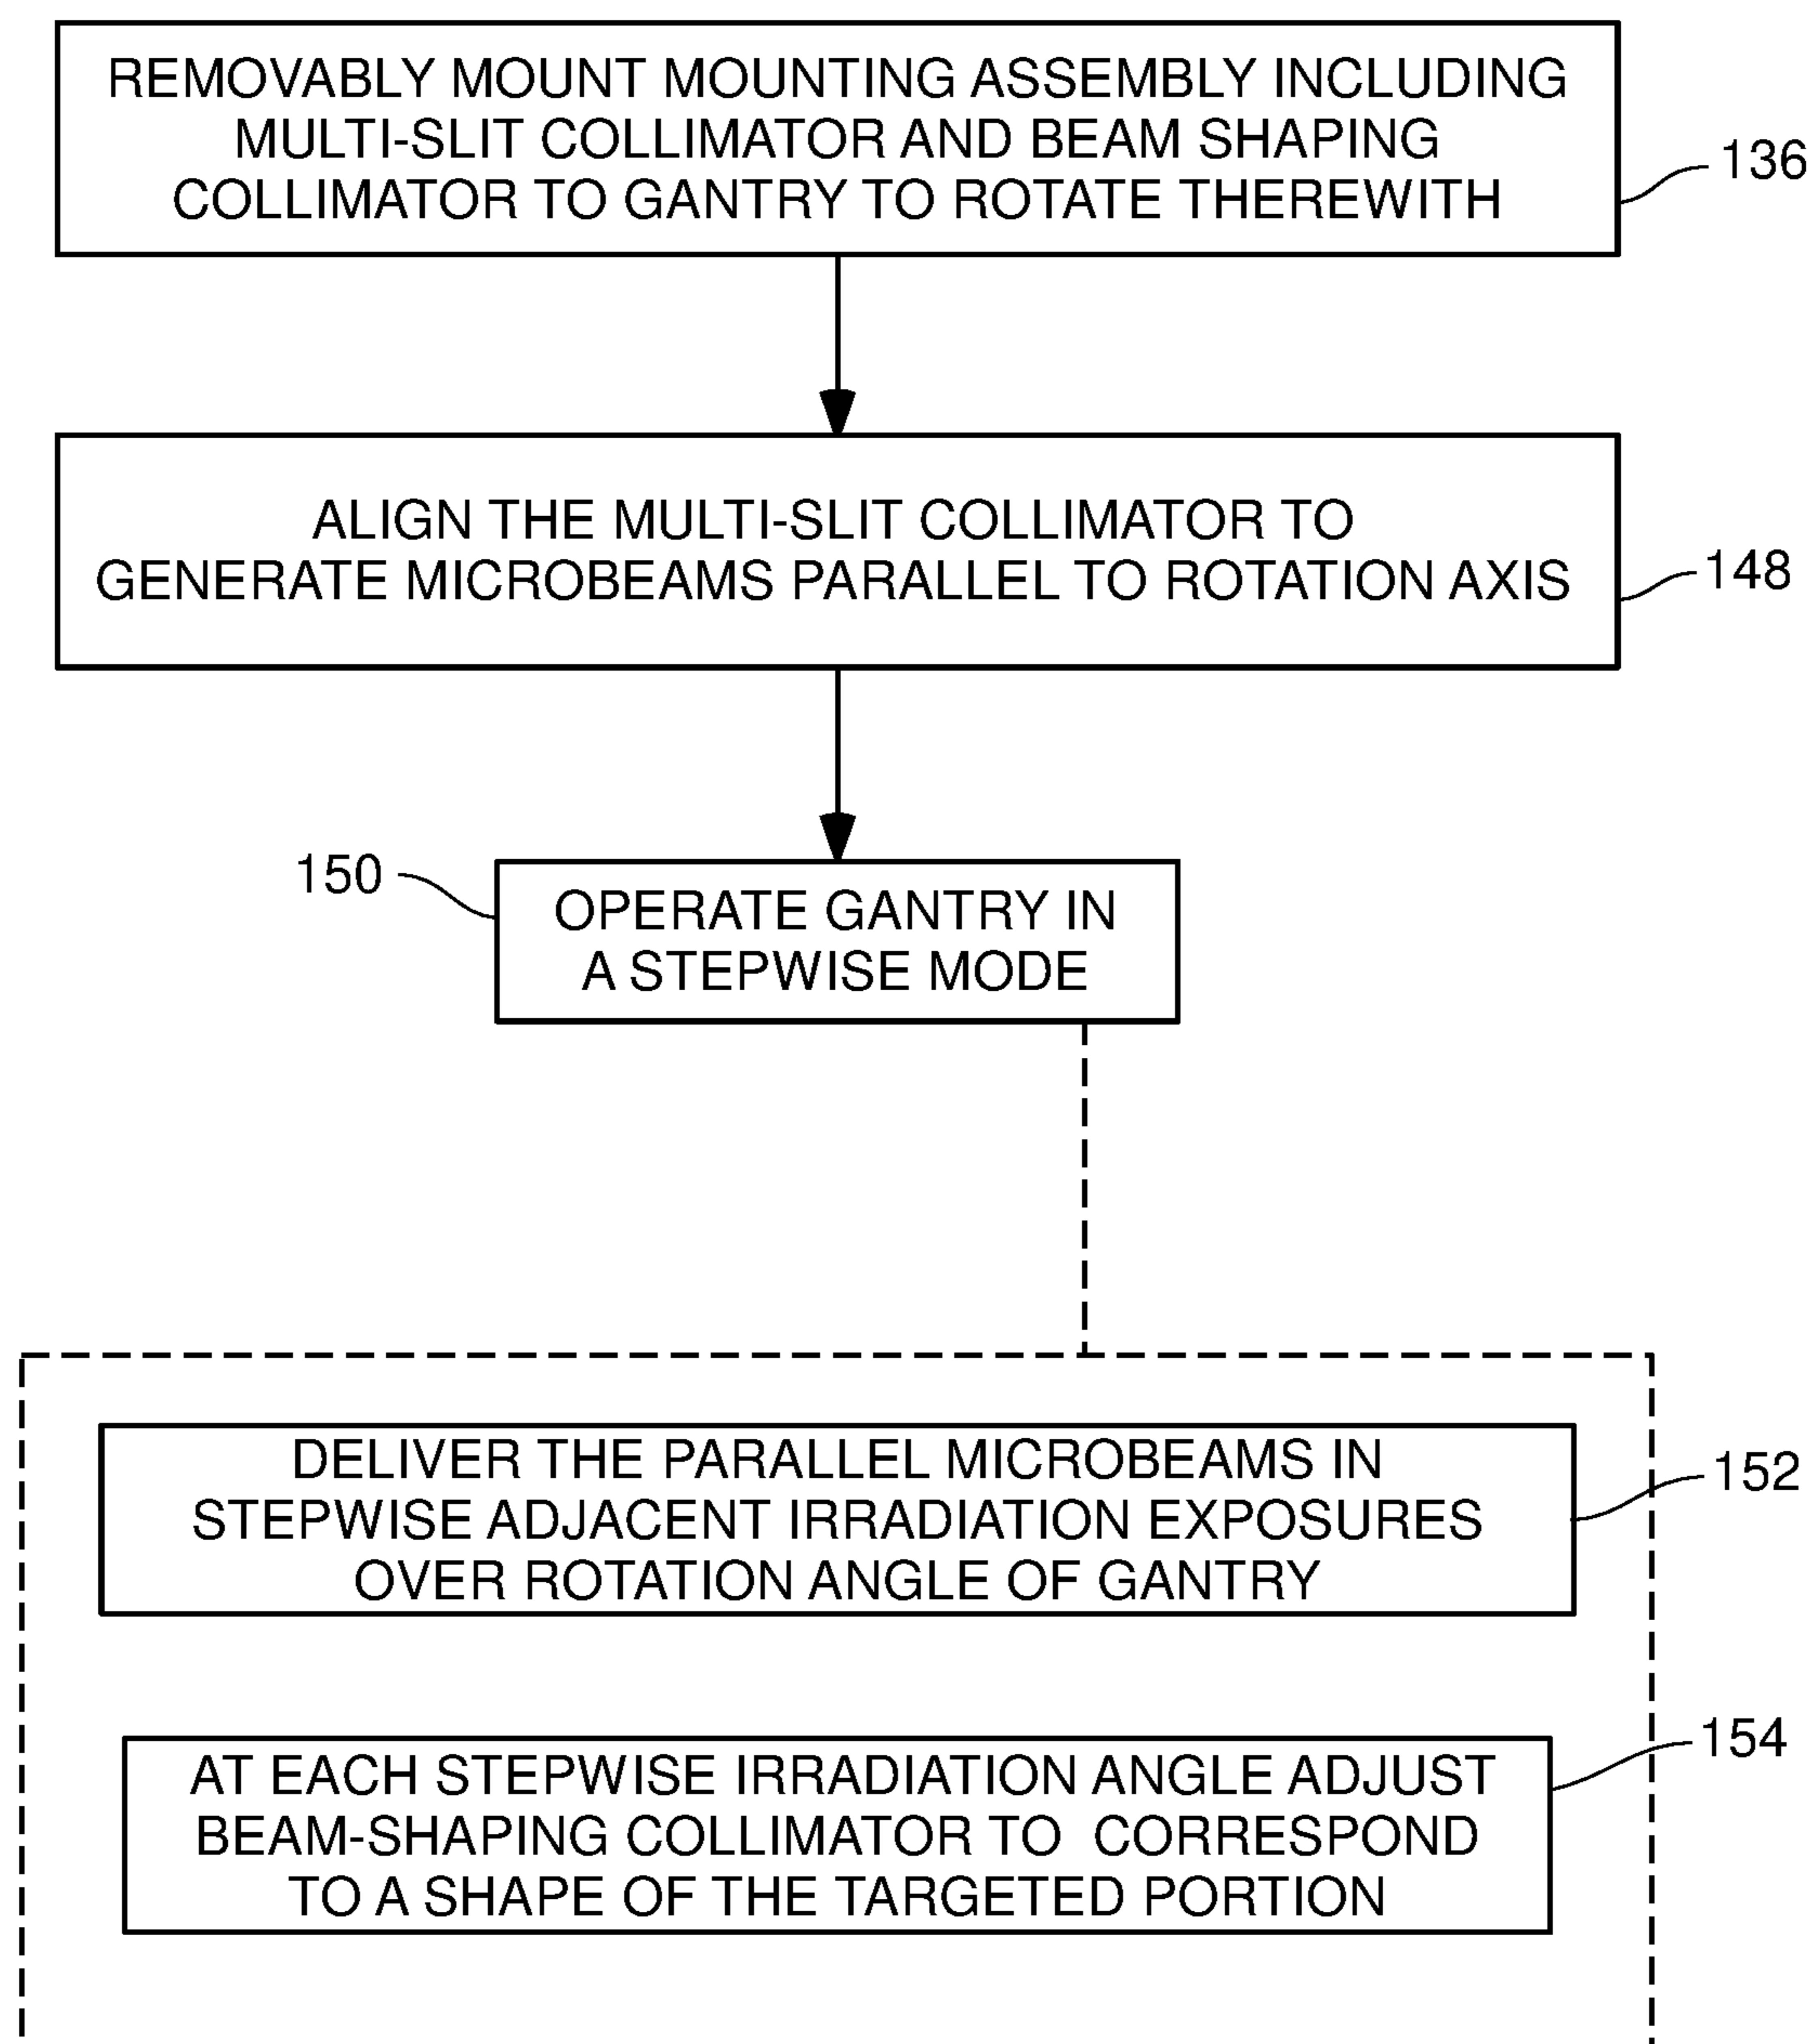 REMOVABLY MOUNT MOUNTING ASSEMBLY INCLUDING
MULTI-SLIT COLLIMATOR AND BEAM SHAPING
COLLIMATOR TO GANTRY TO ROTATE THEREWITH
136
ALIGN THE MULTI-SLIT COLLIMATOR TO
GENERATE MICROBEAMS PARALLEL TO ROTATION AXIS
148
150
OPERATE GANTRY IN
A STEPWISE MODE
DELIVER THE PARALLEL MICROBEAMS IN
STEPWISE ADJACENT IRRADIATION EXPOSURES
OVER ROTATION ANGLE OF GANTRY
152
AT EACH STEPWISE IRRADIATION ANGLE ADJUST
BEAM-SHAPING COLLIMATOR TO CORRESPOND
TO A SHAPE OF THE TARGETED PORTION
154